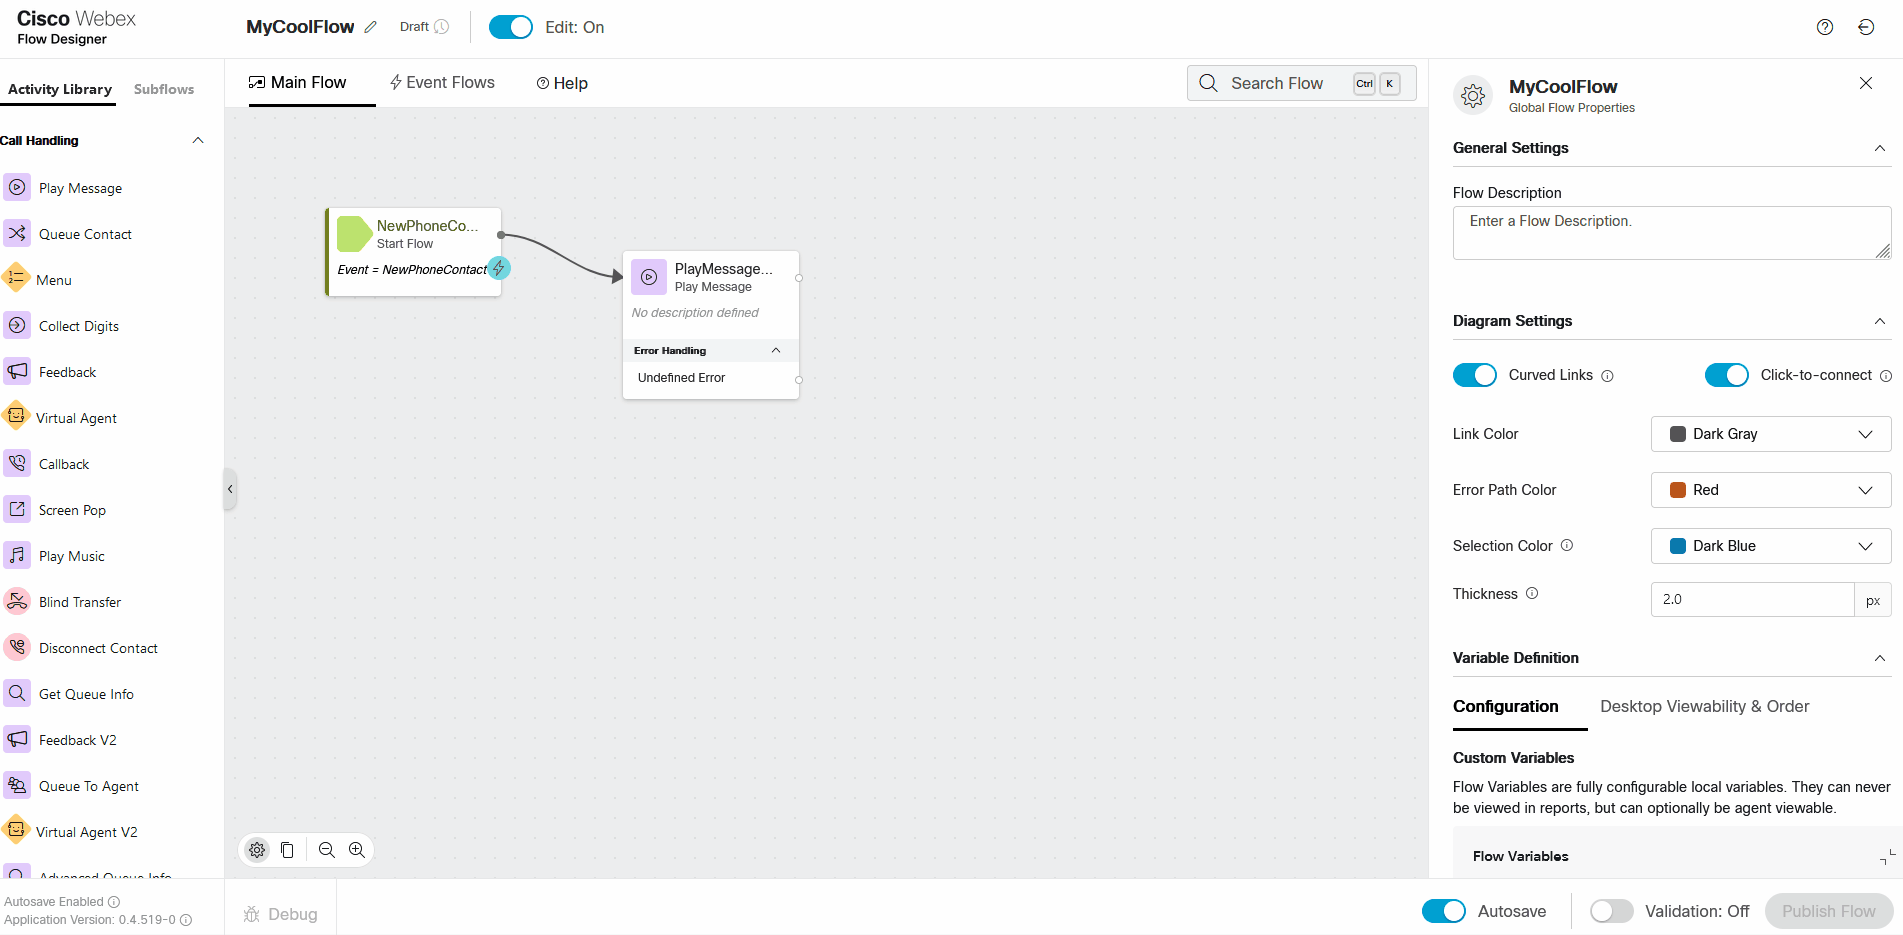 Cisco Webex
Flow Designer
MyCoolFlow
Draft
Edit: On
Activity Library
Subflows
Main Flow
Event Flows
Help
Search Flow
Ctrl
K
Call Handling
Play Message
Queue Contact
Menu
Collect Digits
Feedback
Virtual Agent
Callback
Screen Pop
Play Music
Blind Transfer
Disconnect Contact
Get Queue Info
Feedback V2
Queue To Agent
Virtual Agent V2
Advanced Queue Info
NewPhoneCo...
Start Flow
Event = NewPhoneContact
PlayMessage...
Play Message
No description defined
Error Handling
Undefined Error
MyCoolFlow
Global Flow Properties
General Settings
Flow Description
Enter a Flow Description.
Diagram Settings
Curved Links
Click-to-connect
Link Color
Dark Gray
Error Path Color
Red
Selection Color
Dark Blue
Thickness
2.0
px
Variable Definition
Configuration
Desktop Viewability & Order
Custom Variables
Flow Variables are fully configurable local variables. They can never
be viewed in reports, but can optionally be agent viewable.
Flow Variables
Autosave Enabled
Application Version: 0.4.519-0
Debug
Autosave
Validation: Off
Publish Flow